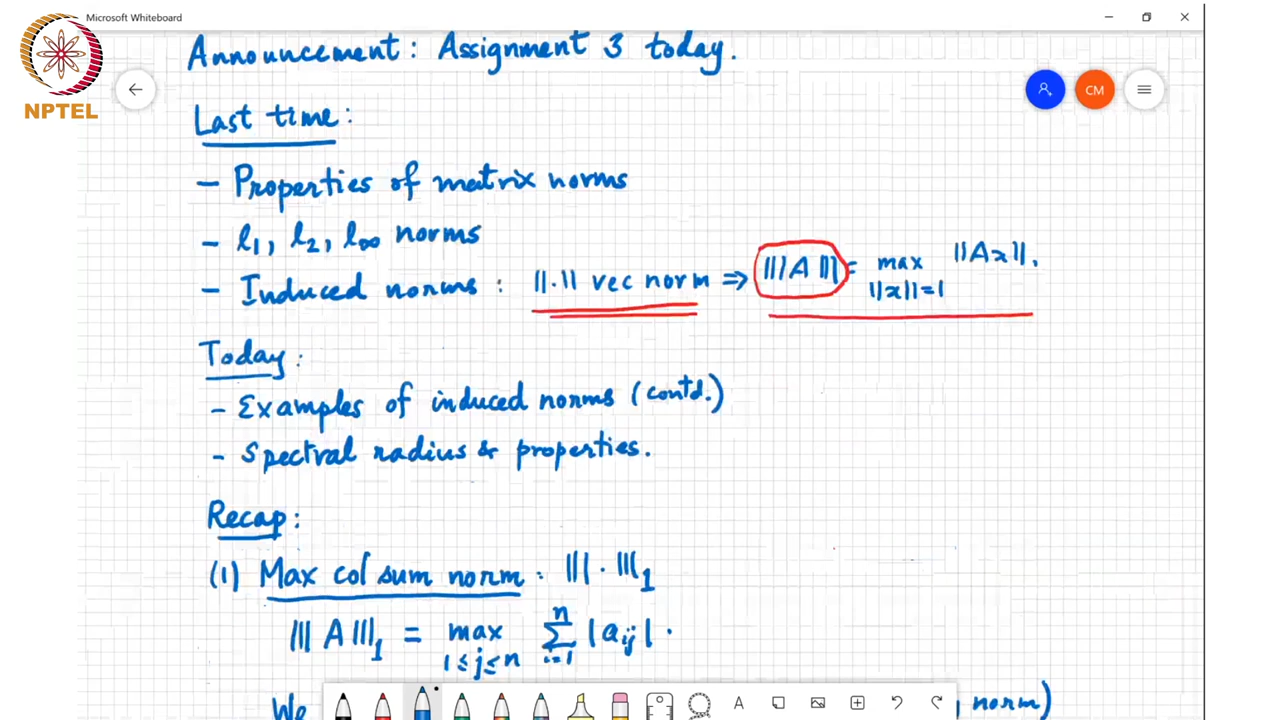 Microsoft Whiteboard
NPTEL
CM
Announcement: Assignment 3 today.
Last time:
- Properties of matrix norms
- l1, l2, l∞ norms
- Induced norms: ||·|| vec norm ⇒ |||A||| = max ||x||=1 ||Ax||.
Today:
- Examples of induced norms (contd.)
- Spectral radius & properties.
Recap:
(1) Max col sum norm: |||·|||₁
|||A|||₁ = max 1≤j≤n Σ i=1 n |aij|.
We norm)
A